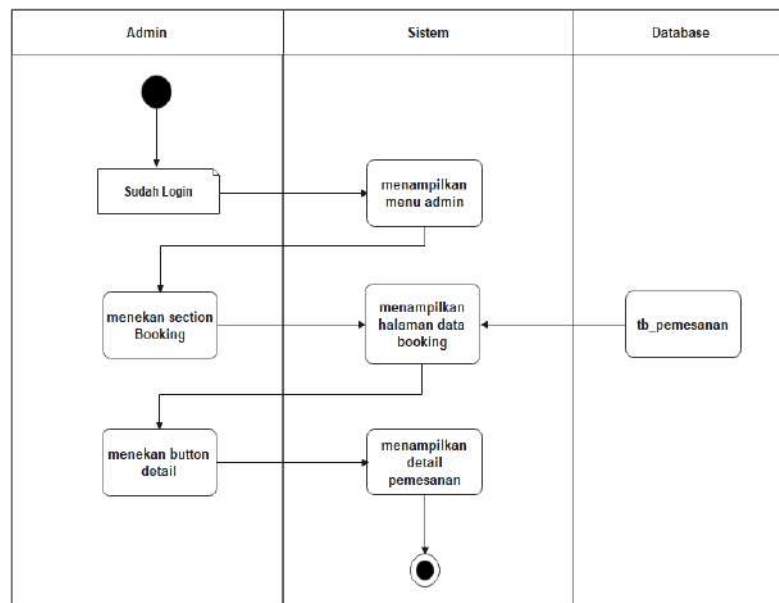 Admin
Sistem
Database
Sudah Login
menampilkan
menu admin
menekan section
Booking
menampilkan
halaman data
booking
tb_pemesanan
menekan button
detail
menampilkan
detail
pemesanan